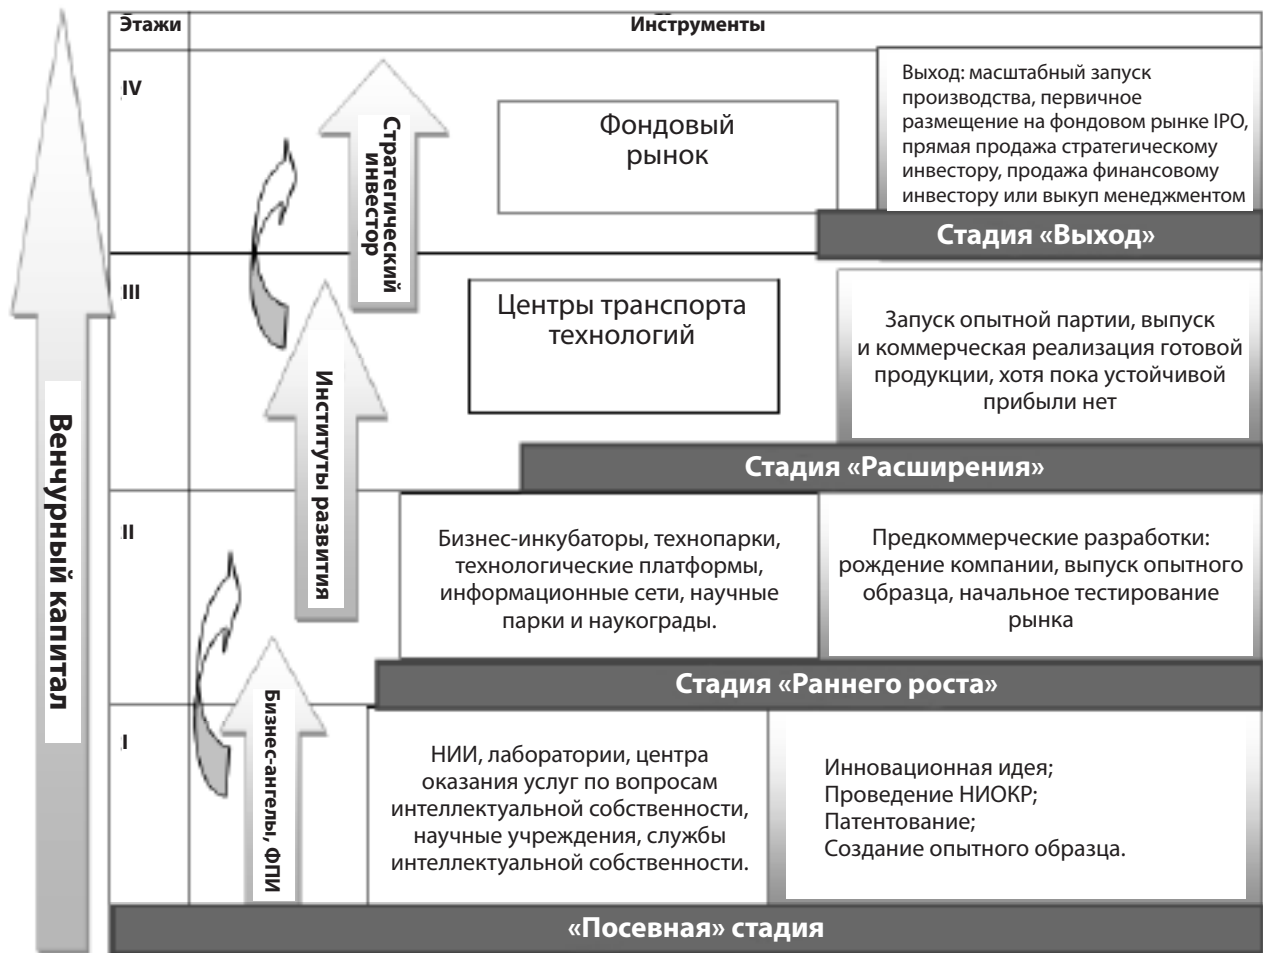 Этажи
Инструменты
IV
Стратегический
инвестор
Фондовый
рынок
Выход: масштабный запуск
производства, первичное
размещение на фондовом рынке IPO,
прямая продажа стратегическому
инвестору, продажа финансовому
инвестору или выкуп менеджментом
Стадия «Выход»
III
Институты развития
Центры транспорта
технологий
Запуск опытной партии, выпуск
и коммерческая реализация готовой
продукции, хотя пока устойчивой
прибыли нет
Стадия «Расширения»
Венчурный капитал
II
Бизнес-инкубаторы, технопарки,
технологические платформы,
информационные сети, научные
парки и наукограды.
Предкоммерческие разработки:
рождение компании, выпуск опытного
образца, начальное тестирование
рынка
Стадия «Раннего роста»
I
Бизнес-ангелы, ФПИ
НИИ, лаборатории, центра
оказания услуг по вопросам
интеллектуальной собственности,
научные учреждения, службы
интеллектуальной собственности.
Инновационная идея;
Проведение НИОКР;
Патентование;
Создание опытного образца.
«Посевная» стадия